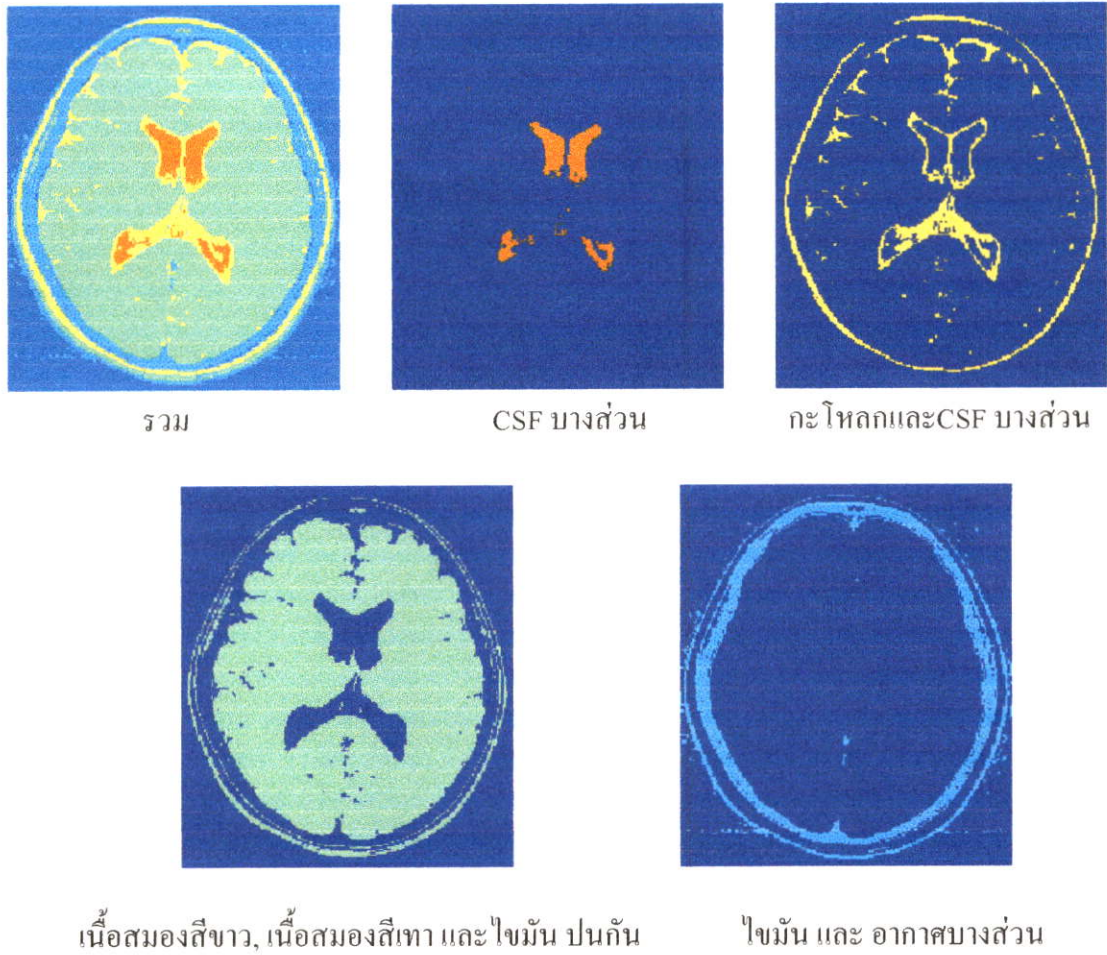 รวม
CSF บางส่วน
กะโหลกและCSF บางส่วน
เนื้อสมองสีขาว, เนื้อสมองสีเทา และไขมัน ปนกัน
ไขมัน และ อากาศบางส่วน